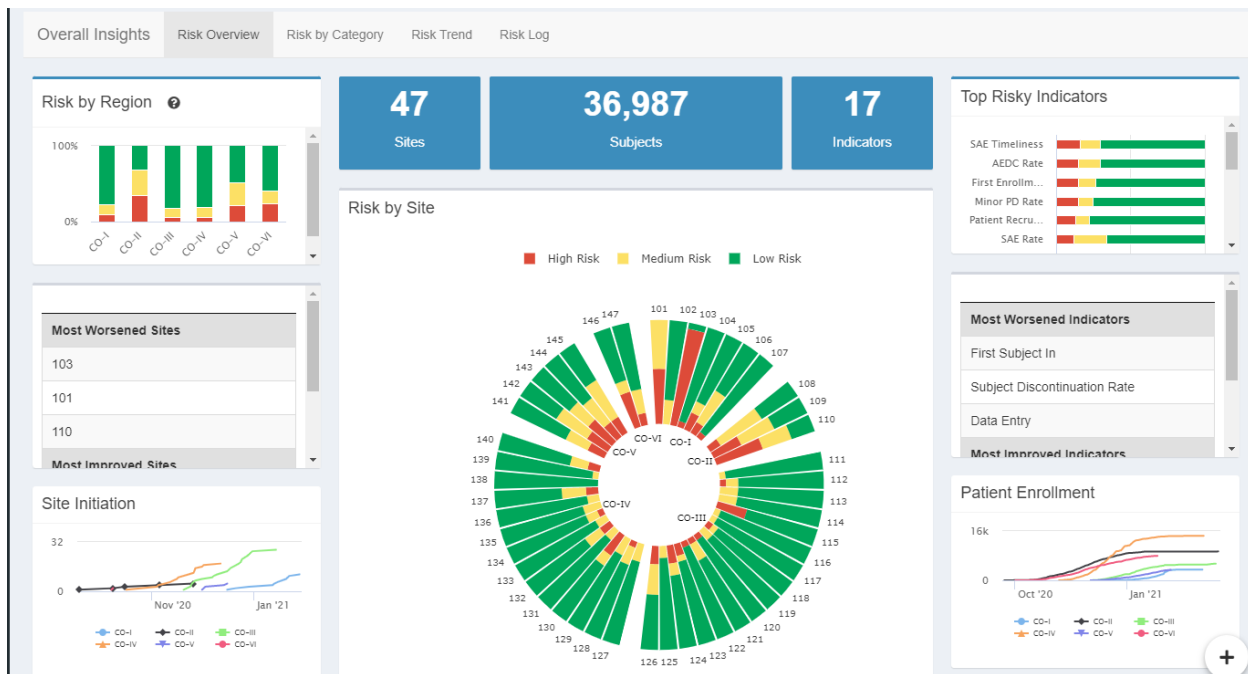 Overall Insights Risk Overview Risk by Category Risk Trend Risk Log
Risk by Region ?
100%
0%
CO-I CO-II CO-III CO-IV CO-V CO-VI
Most Worsened Sites
103
101
110
Most Improved Sites
Site Initiation
32
0
Nov '20 Jan '21
CO-I CO-II CO-III
CO-IV CO-V CO-VI
47
Sites
36,987
Subjects
17
Indicators
Risk by Site
High Risk Medium Risk Low Risk
101 102 103 104 105 106 107
108 109 110
111 112 113 114 115 116 117 118 119 120 121 122 123 124 125 126
127 128 129 130 131 132 133 134 135 136 137 138 139 140
141 142 143 144 145
146 147
CO-VI CO-I
CO-V CO-II
CO-IV CO-III
Top Risky Indicators
SAE Timeliness
AEDC Rate
First Enrollm...
Minor PD Rate
Patient Recru...
SAE Rate
Most Worsened Indicators
First Subject In
Subject Discontinuation Rate
Data Entry
Most Improved Indicators
Patient Enrollment
16k
0
Oct '20 Jan '21
CO-I CO-II CO-III
CO-IV CO-V CO-VI
+